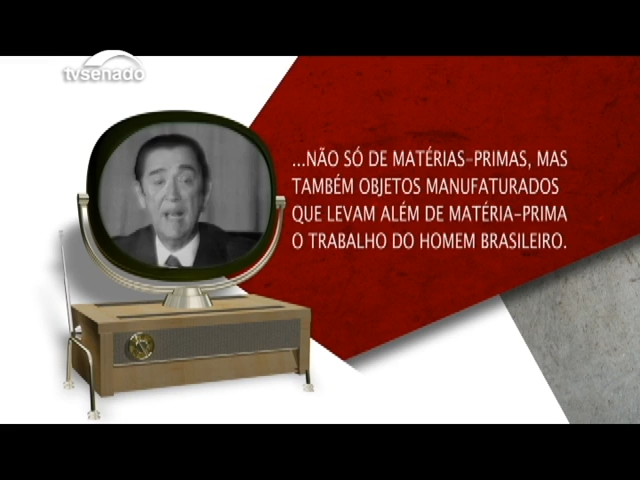 tvsenado
...NÃO SÓ DE MATÉRIAS-PRIMAS, MAS
TAMBÉM OBJETOS MANUFATURADOS
QUE LEVAM ALÉM DE MATÉRIA-PRIMA
O TRABALHO DO HOMEM BRASILEIRO.